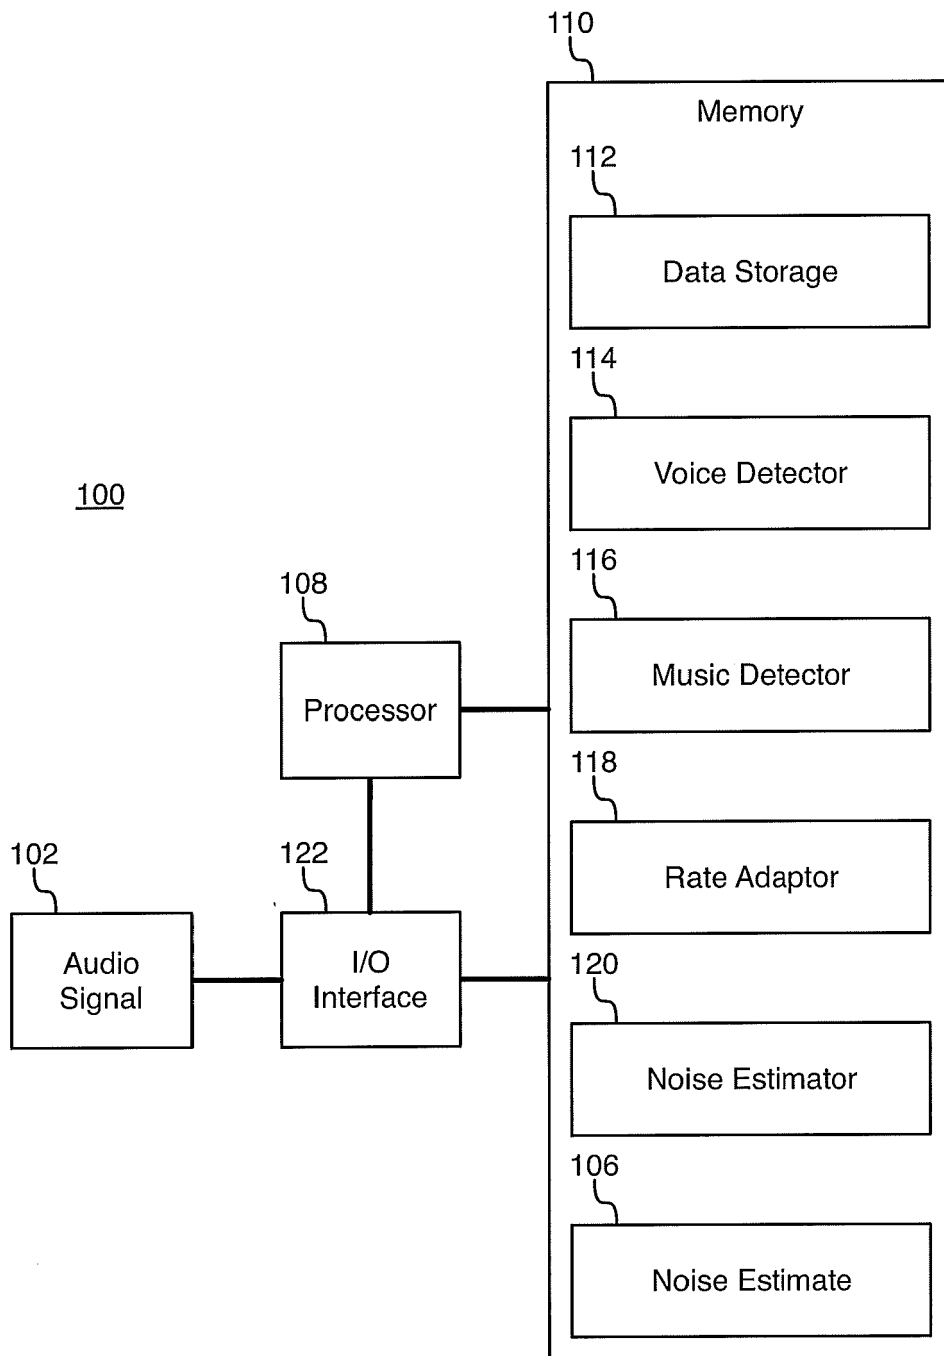 110
Memory
112
Data Storage
114
Voice Detector
100
116
108
Music Detector
Processor
118
102
122
Rate Adaptor
Audio
Signal
I/O
Interface
120
Noise Estimator
106
Noise Estimate